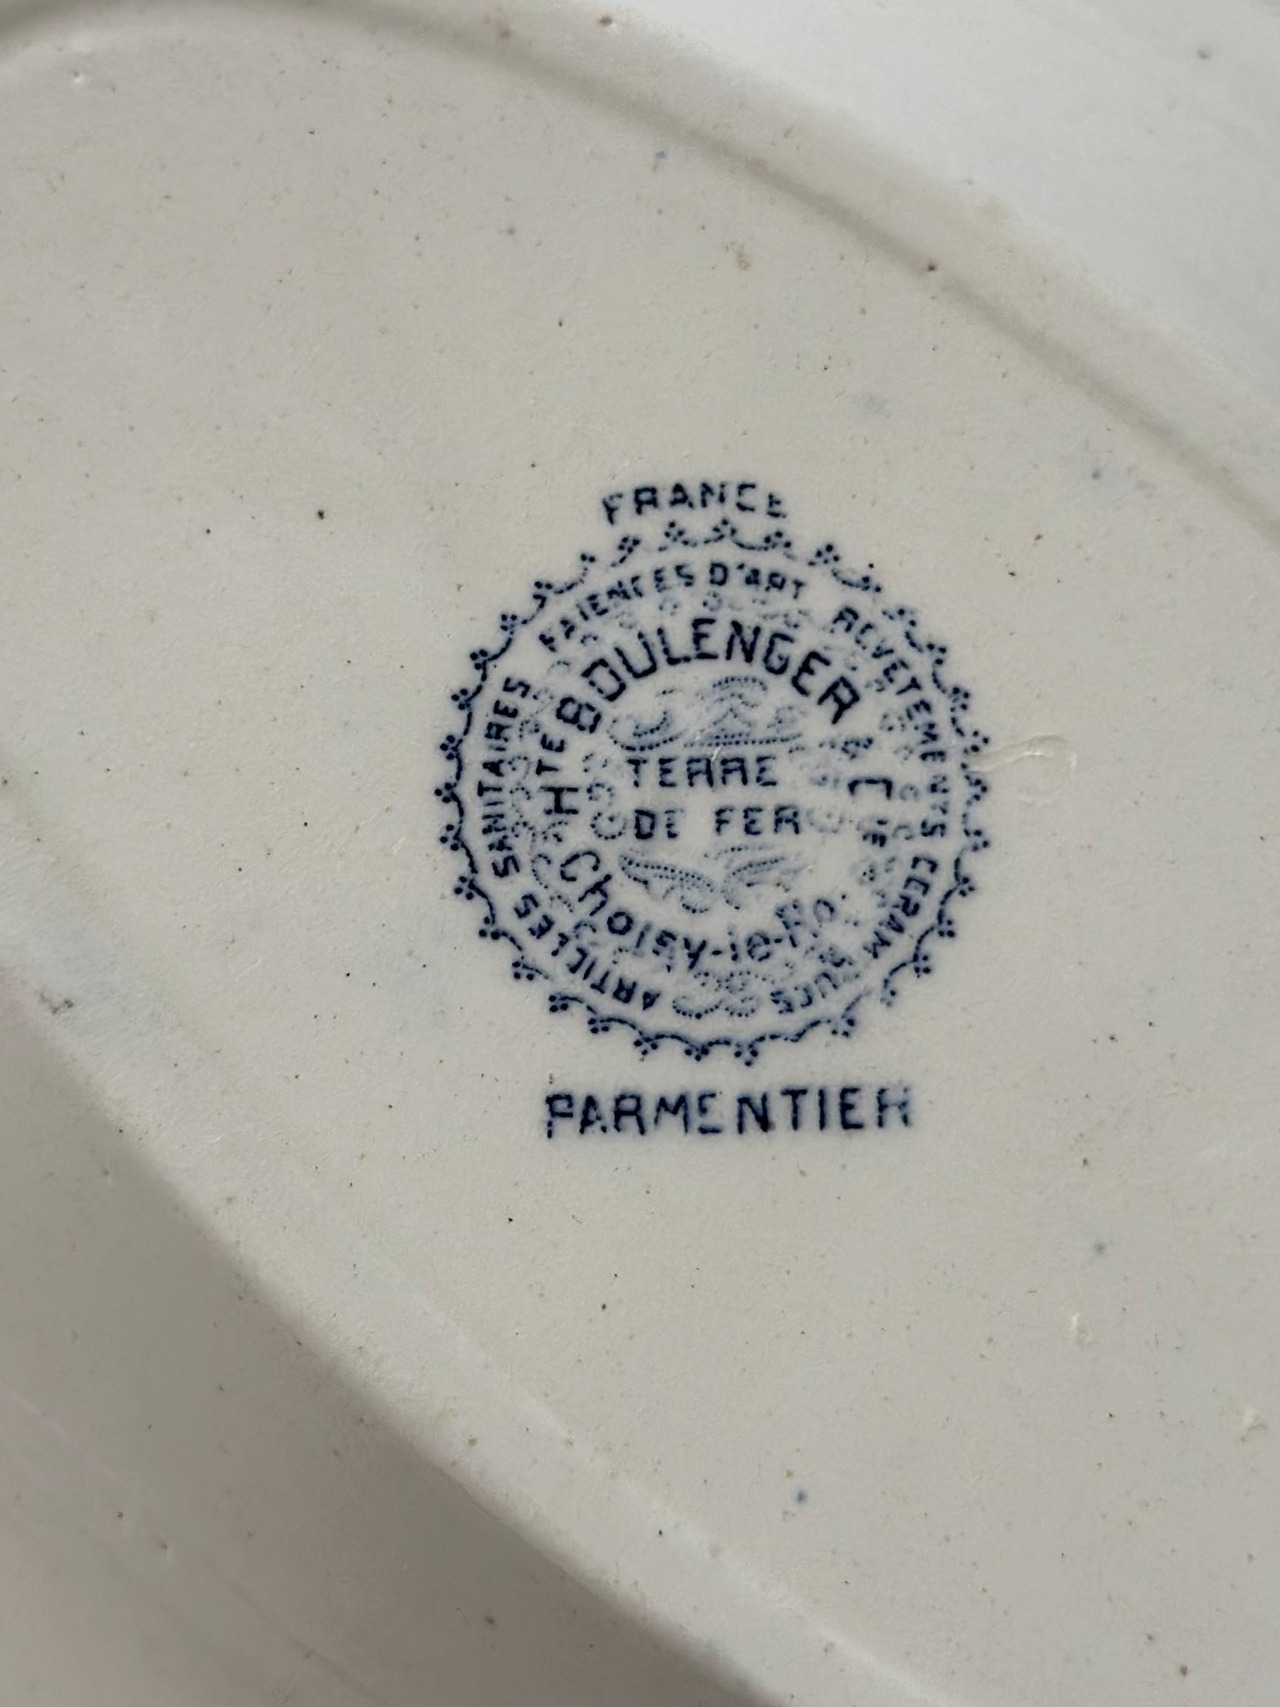 FRANCE
FAIENCES D'ART REVETEMENTS CERAMIQUES
ARTICLES SANITAIRES
HTE BOULENGER & CIE
TERRE
DE FER
Choisy-le-Roi
PARMENTIER